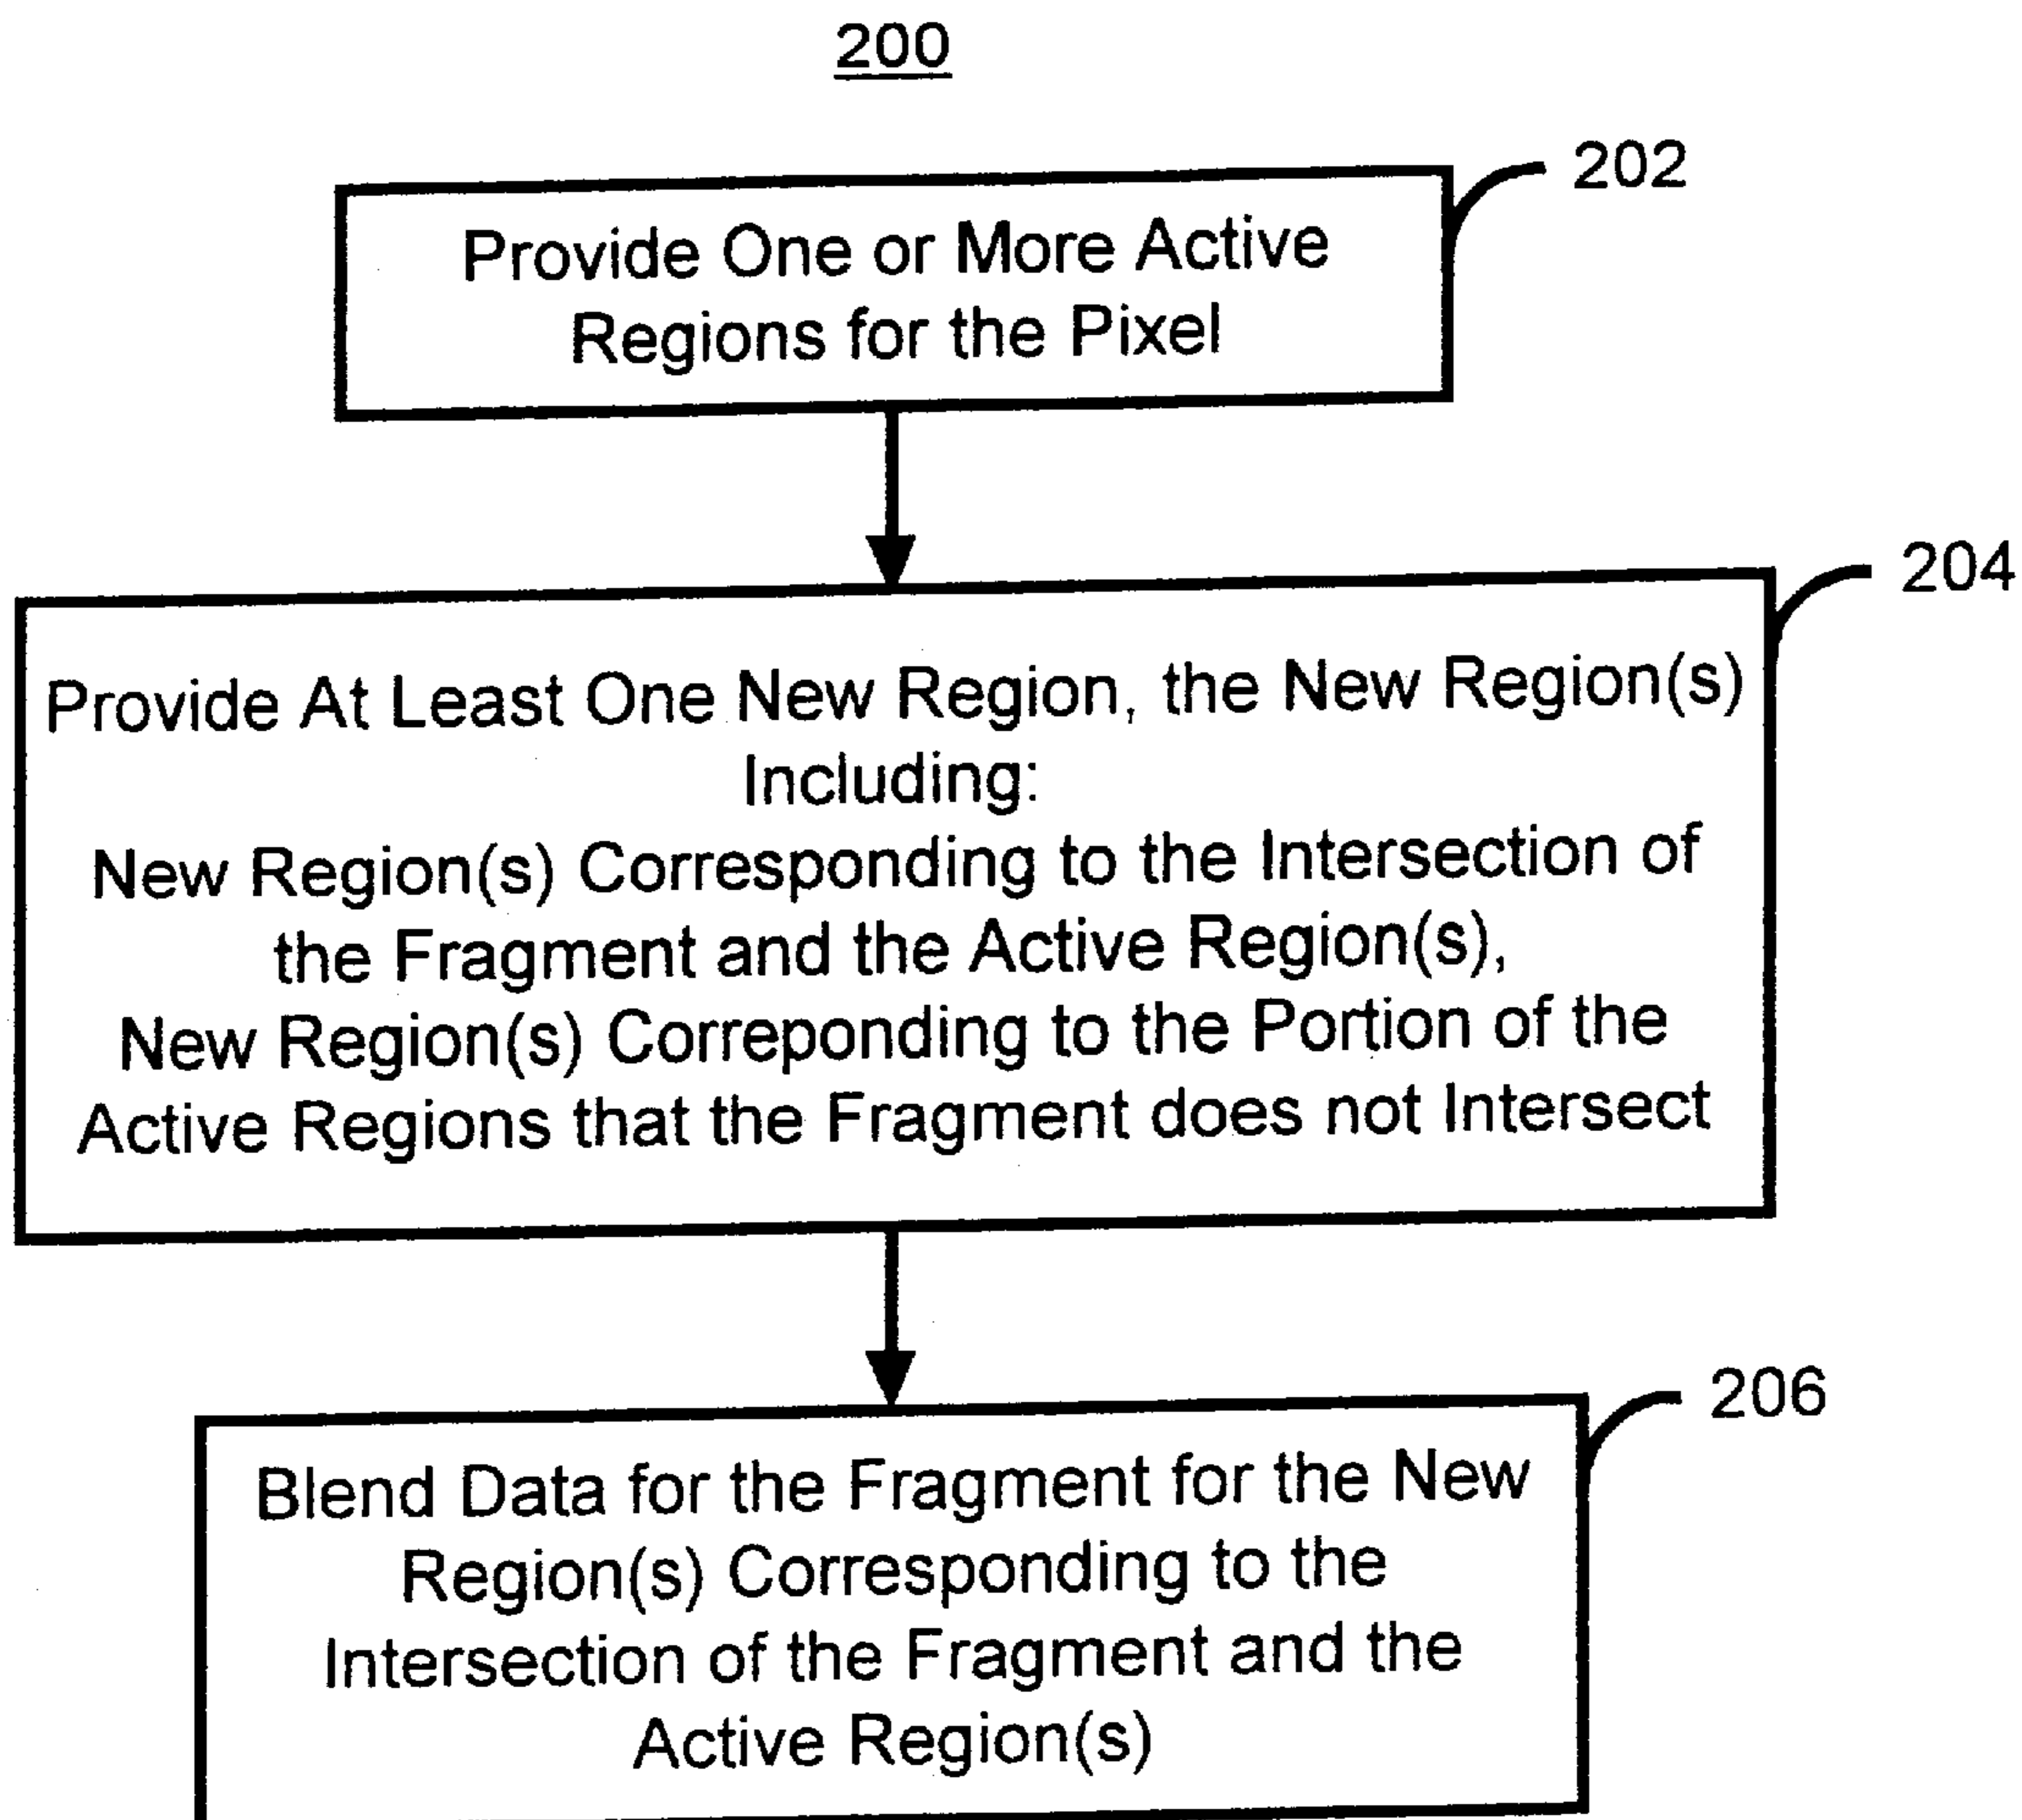 200
202
Provide One or More Active
Regions for the Pixel
204
Provide At Least One New Region, the New Region(s)
Including:
New Region(s) Corresponding to the Intersection of
the Fragment and the Active Region(s),
New Region(s) Correponding to the Portion of the
Active Regions that the Fragment does not Intersect
206
Blend Data for the Fragment for the New
Region(s) Corresponding to the
Intersection of the Fragment and the
Active Region(s)